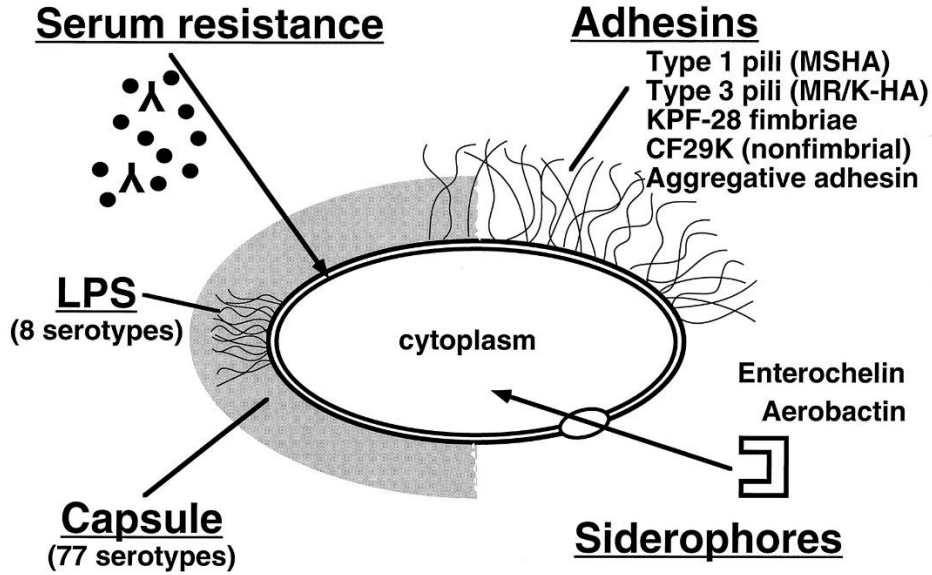 Serum resistance
Adhesins
Type 1 pili (MSHA)
Type 3 pili (MR/K-HA)
KPF-28 fimbriae
CF29K (nonfimbrial)
Aggregative adhesin
LPS
(8 serotypes)
cytoplasm
Enterochelin
Aerobactin
Capsule
(77 serotypes)
Siderophores